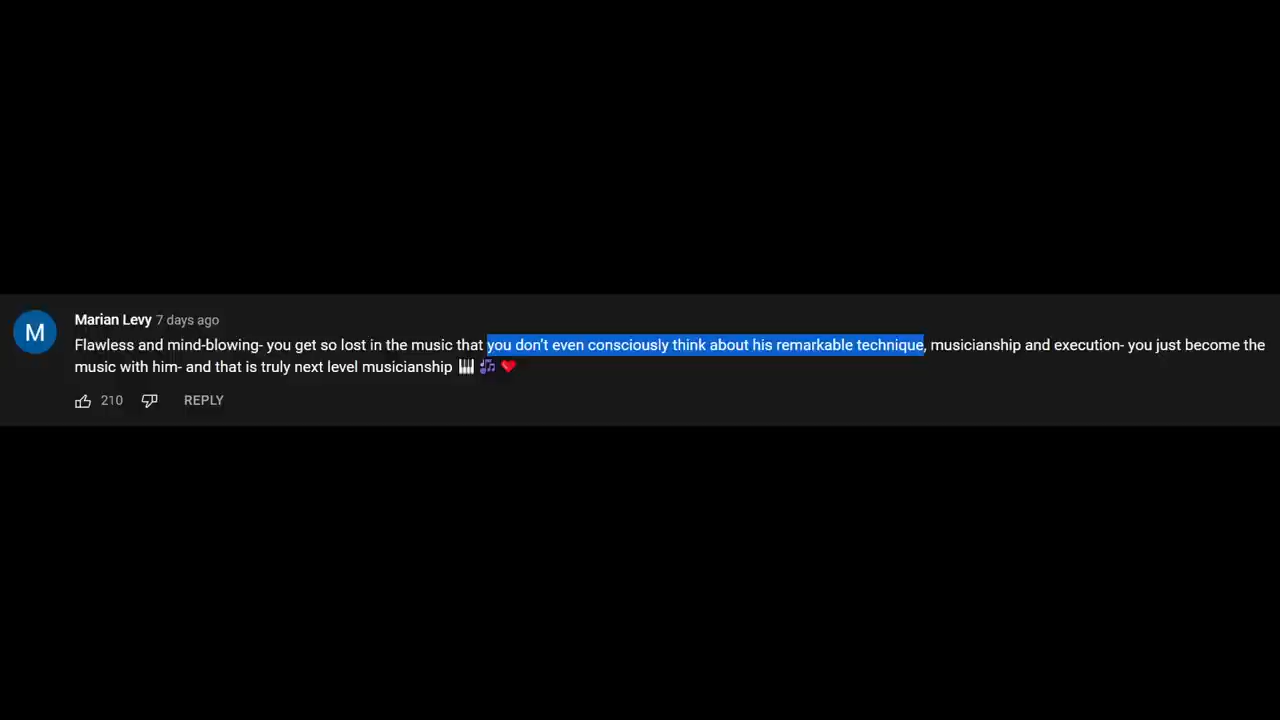 M
Marian Levy 7 days ago
Flawless and mind-blowing- you get so lost in the music that you don't even consciously think about his remarkable technique, musicianship and execution- you just become the
music with him- and that is truly next level musicianship 🎹 🎶 ❤️
210 REPLY